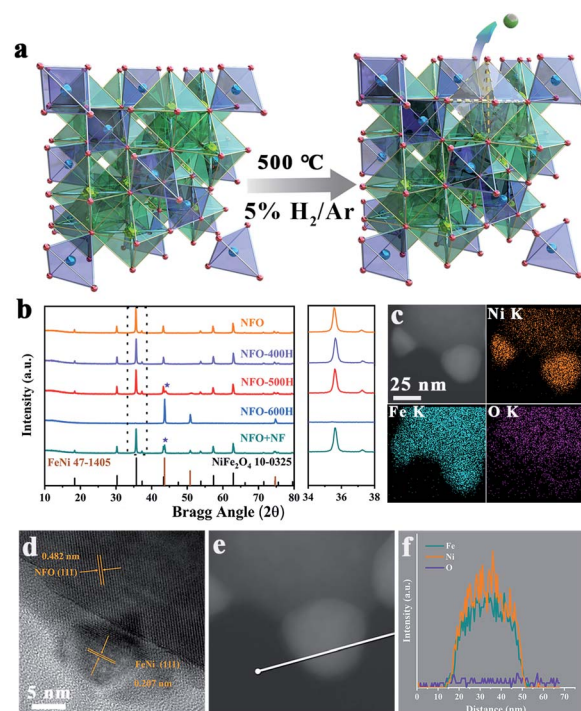 a
500 ℃
5% H2/Ar
b
NFO
NFO-400H
NFO-500H
*
NFO-600H
NFO+NF
*
FeNi 47-1405
NiFe2O4 10-0325
Intensity (a.u.)
10 20 30 40 50 60 70 80
34 36 38
Bragg Angle (2θ)
c
25 nm
Ni K
Fe K
O K
d
0.482 nm
NFO (111)
FeNi (111)
0.207 nm
5 nm
e
f
Fe
Ni
O
Intensity (a.u.)
0 10 20 30 40 50 60 70
Distance (nm)